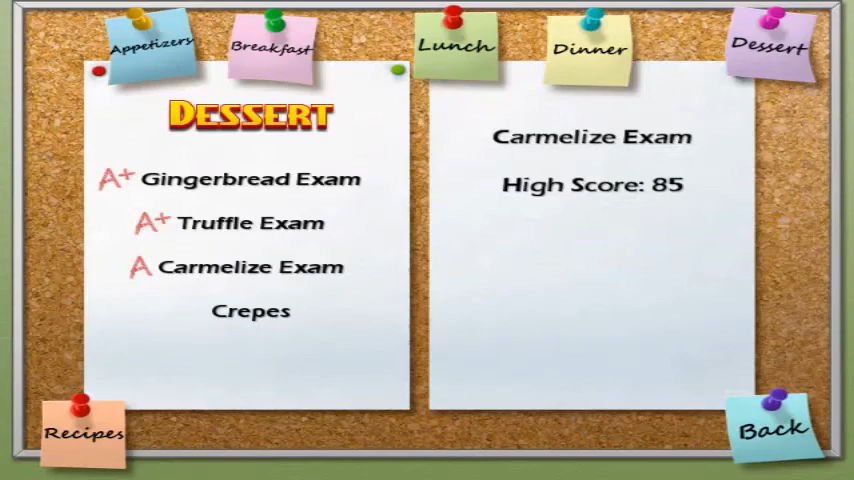 Appetizers
Breakfast
Lunch
Dinner
Dessert
DESSERT
A+ Gingerbread Exam
A+ Truffle Exam
A Carmelize Exam
Crepes
Carmelize Exam
High Score: 85
Recipes
Back